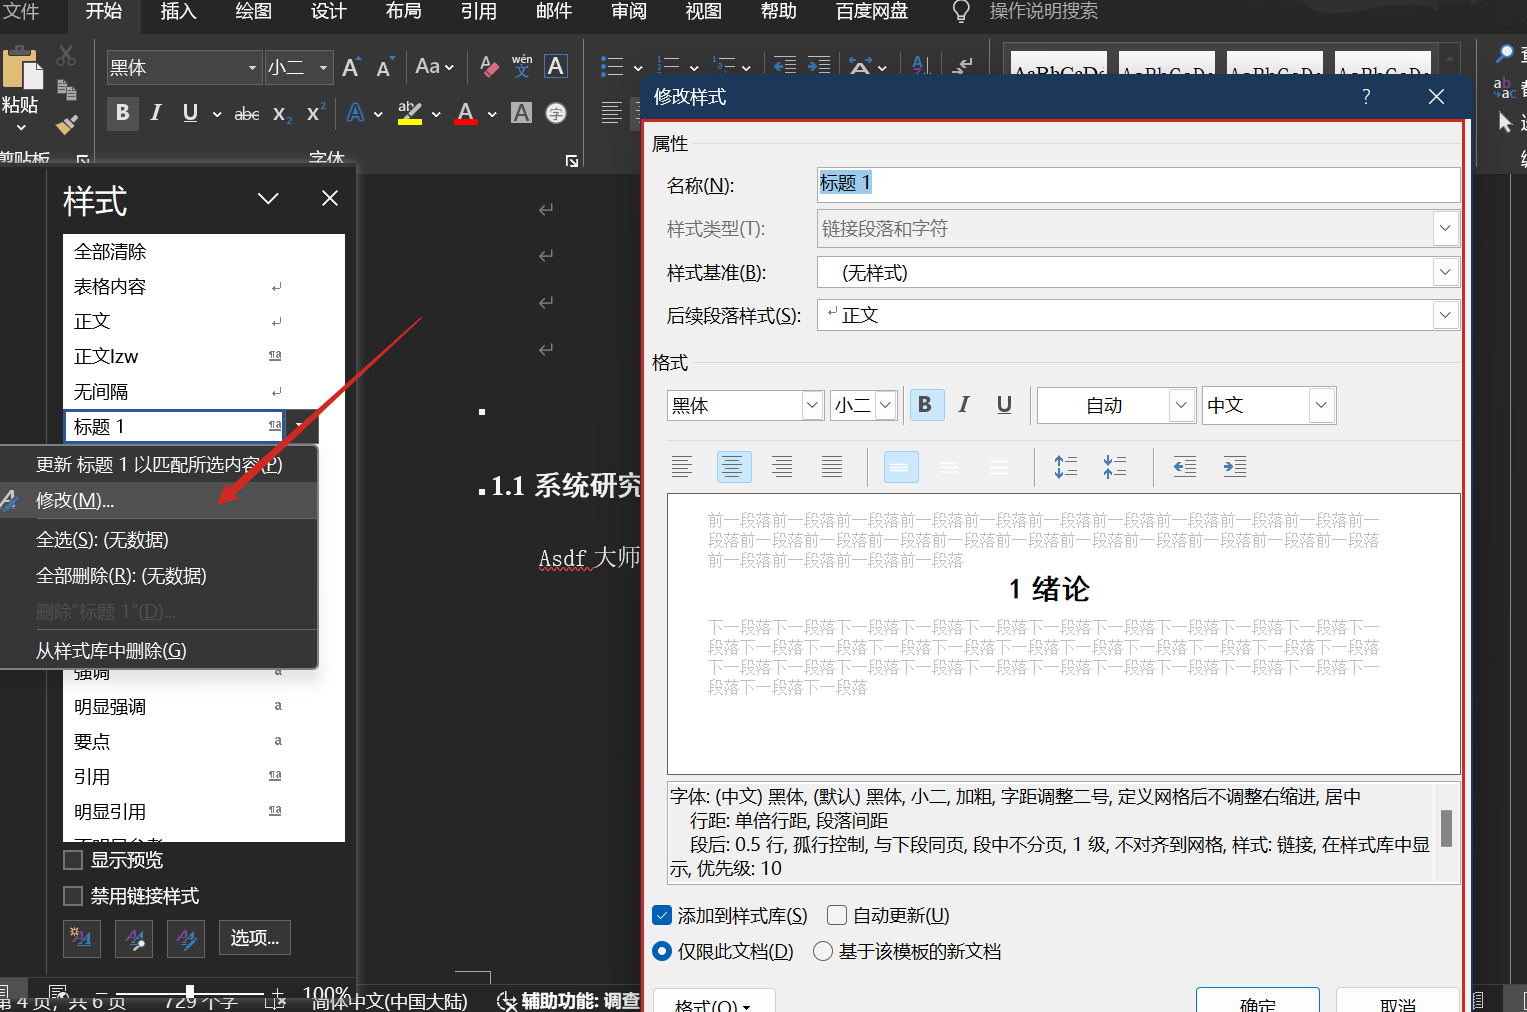 文件 开始 插入 绘图 设计 布局 引用 邮件 审阅 视图 帮助 百度网盘 操作说明搜索
黑体 小二 A A Aa wén 文 A
粘贴
B I U abc X₂ X² A ab A A 字
剪贴板 字体
AaBbCcDc AaBbCcDc AaBbCcDc AaBbCcDc
样式
全部清除
表格内容
正文
正文lzw
无间隔
标题 1
更新 标题 1 以匹配所选内容(P)
修改(M)...
全选(S): (无数据)
全部删除(R): (无数据)
删除“标题 1”(D)...
从样式库中删除(G)
强调
明显强调
要点
引用
明显引用
不明显参考
显示预览
禁用链接样式
选项...
1.1 系统研究
Asdf 大师
第 4 页，共 6 页 729 个字 简体中文(中国大陆) 辅助功能: 调查
100%
修改样式 ?
属性
名称(N): 标题 1
样式类型(T): 链接段落和字符
样式基准(B): (无样式)
后续段落样式(S): 正文
格式
黑体 小二 B I U 自动 中文
前一段落前一段落前一段落前一段落前一段落前一段落前一段落前一段落前一段落前一段落前一
段落前一段落前一段落前一段落前一段落前一段落前一段落前一段落前一段落前一段落前一段落
前一段落前一段落前一段落前一段落
1 绪论
下一段落下一段落下一段落下一段落下一段落下一段落下一段落下一段落下一段落下一段落下一
段落下一段落下一段落下一段落下一段落下一段落下一段落下一段落下一段落下一段落下一段落
下一段落下一段落下一段落下一段落下一段落下一段落下一段落下一段落下一段落下一段落下一
段落下一段落下一段落
字体: (中文) 黑体, (默认) 黑体, 小二, 加粗, 字距调整二号, 定义网格后不调整右缩进, 居中
行距: 单倍行距, 段落间距
段后: 0.5 行, 孤行控制, 与下段同页, 段中不分页, 1 级, 不对齐到网格, 样式: 链接, 在样式库中显
示, 优先级: 10
添加到样式库(S) 自动更新(U)
仅限此文档(D) 基于该模板的新文档
格式(O) 确定 取消